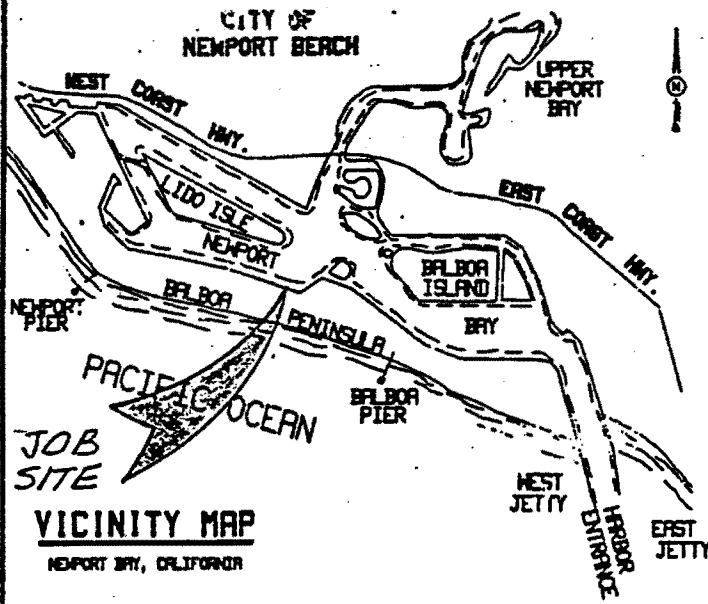 CITY OF
NEWPORT BEACH
WEST COAST HWY.
UPPER
NEWPORT
BAY
N
LIDO ISLE
EAST COAST HWY.
NEWPORT
BALBOA
ISLAND
BAY
NEWPORT
PIER
BALBOA PENINSULA
PACIFIC OCEAN
BALBOA
PIER
JOB
SITE
WEST
JETTY
HARBOR
ENTRANCE
EAST
JETTY
VICINITY MAP
NEWPORT BAY, CALIFORNIA